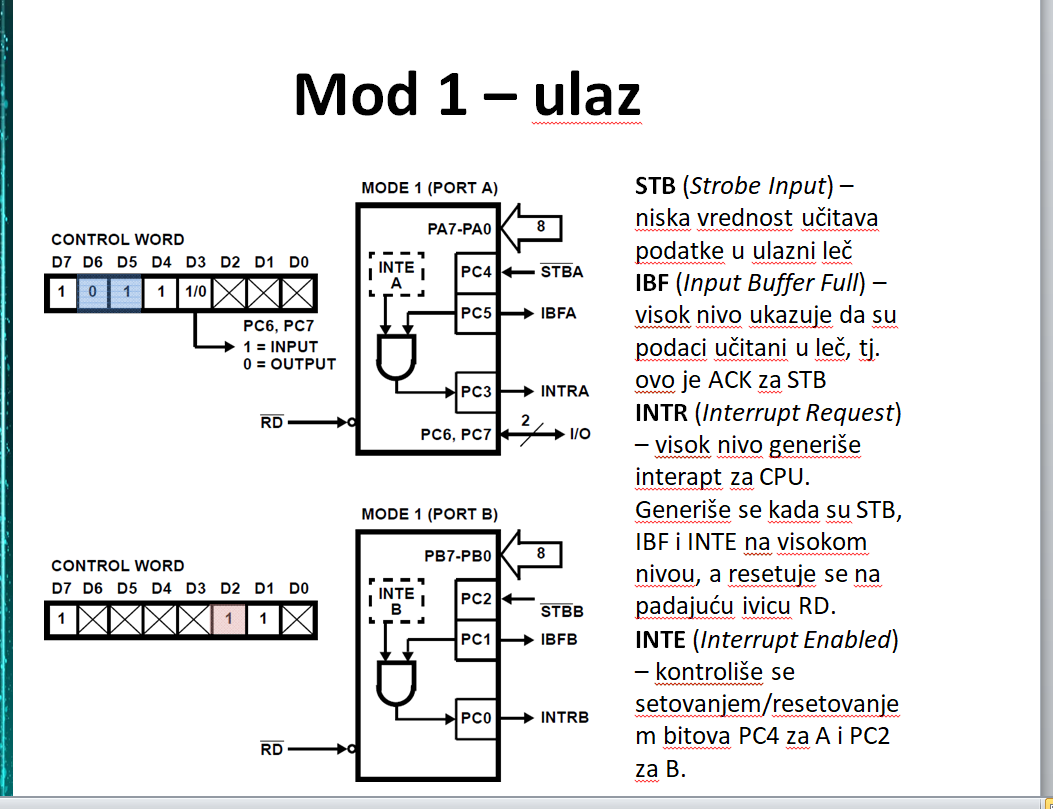 Mod 1 – ulaz
MODE 1 (PORT A)
CONTROL WORD
D7 D6 D5 D4 D3 D2 D1 D0
1 0 1 1 1/0
PC6, PC7
1 = INPUT
0 = OUTPUT
PA7-PA0
8
INTE
A
PC4
STBA
PC5
IBFA
PC3
INTRA
RD
PC6, PC7
2
I/O
MODE 1 (PORT B)
CONTROL WORD
D7 D6 D5 D4 D3 D2 D1 D0
1 1 1
PB7-PB0
8
INTE
B
PC2
STBB
PC1
IBFB
PC0
INTRB
RD
STB (Strobe Input) –
niska vrednost učitava
podatke u ulazni leč
IBF (Input Buffer Full) –
visok nivo ukazuje da su
podaci učitani u leč, tj.
ovo je ACK za STB
INTR (Interrupt Request)
– visok nivo generiše
interapt za CPU.
Generiše se kada su STB,
IBF i INTE na visokom
nivou, a resetuje se na
padajuću ivicu RD.
INTE (Interrupt Enabled)
– kontroliše se
setovanjem/resetovanje
m bitova PC4 za A i PC2
za B.